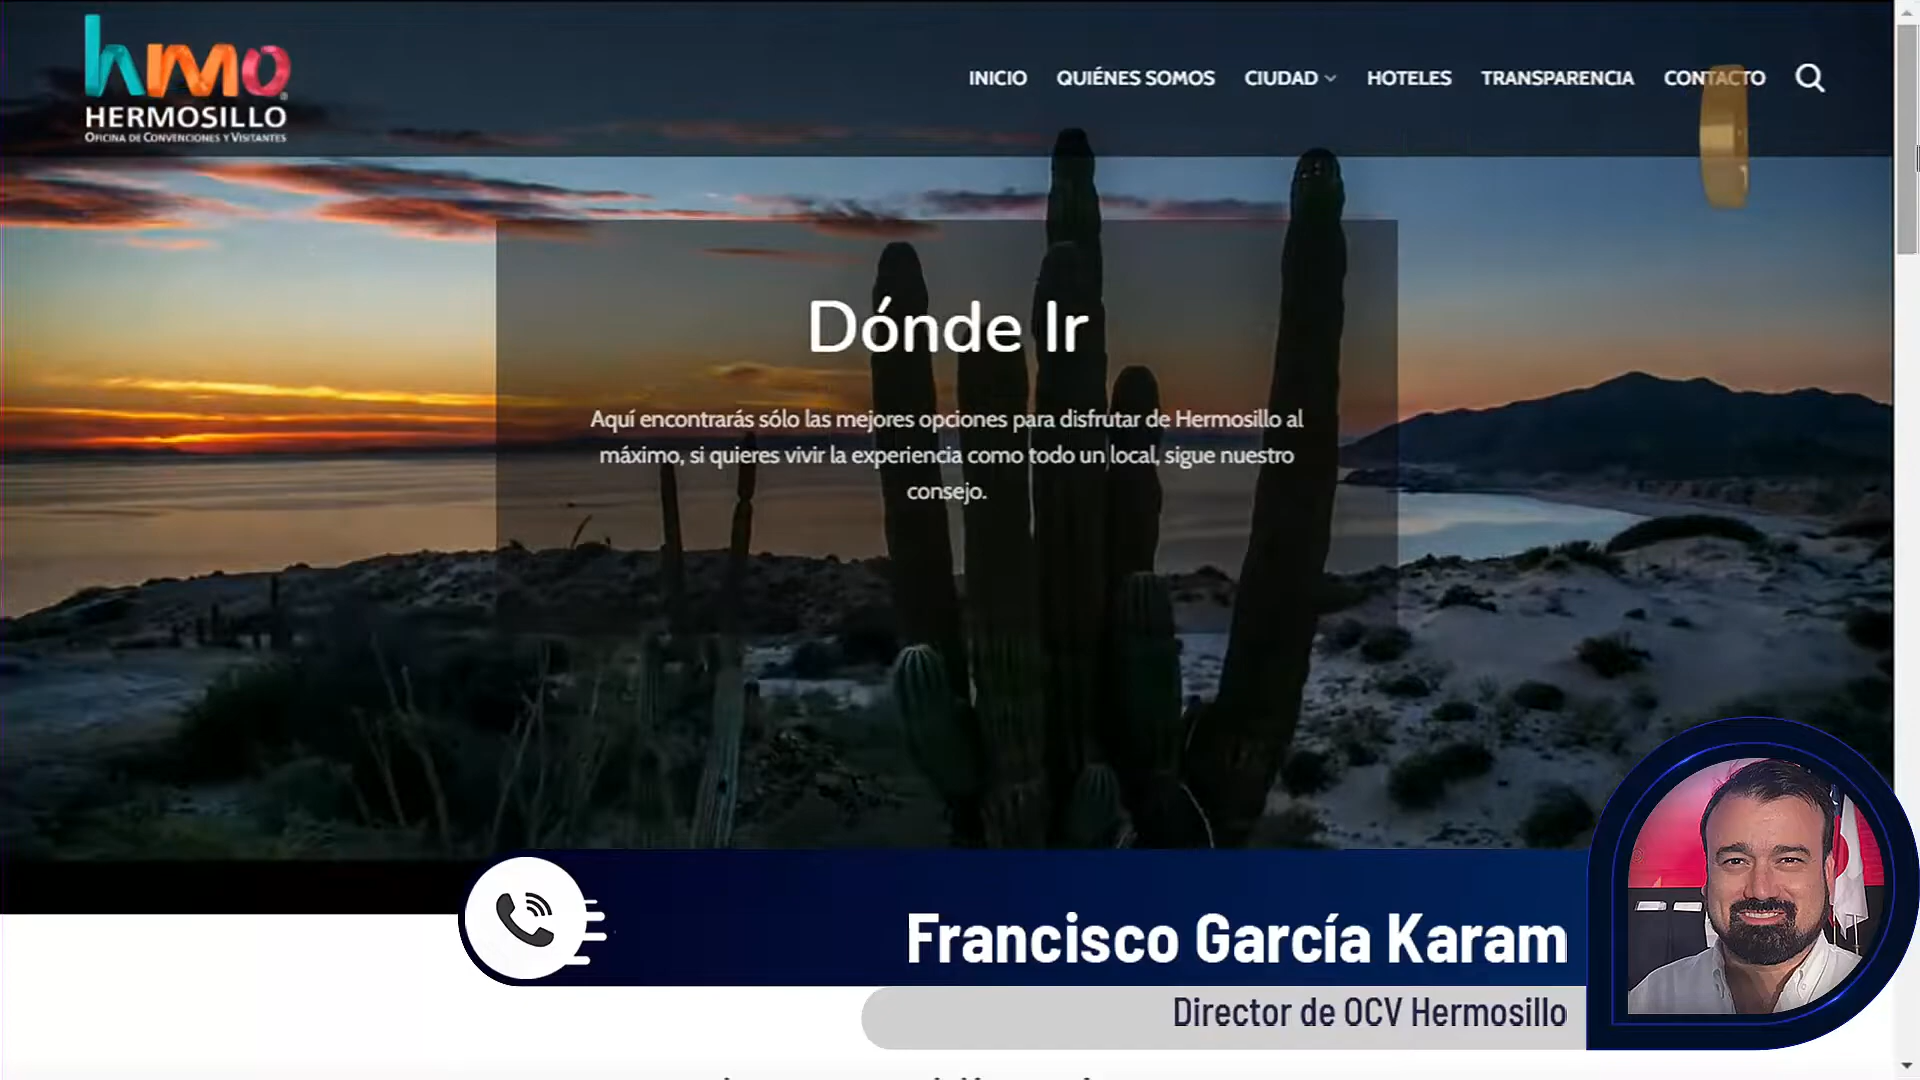 hmo
HERMOSILLO
OFICINA DE CONVENCIONES Y VISITANTES
INICIO
QUIÉNES SOMOS
CIUDAD
HOTELES
TRANSPARENCIA
CONTACTO
Dónde Ir
Aquí encontrarás sólo las mejores opciones para disfrutar de Hermosillo al
máximo, si quieres vivir la experiencia como todo un local, sigue nuestro
consejo.
Francisco García Karam
Director de OCV Hermosillo